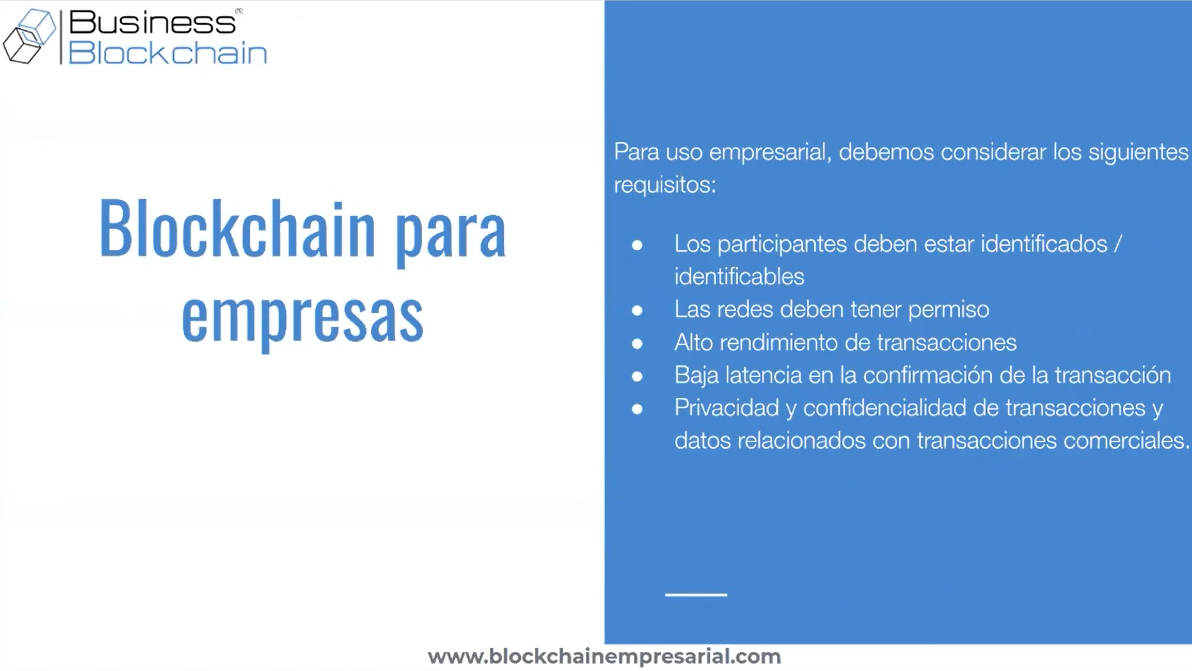 Business®
Blockchain
Blockchain para
empresas
Para uso empresarial, debemos considerar los siguientes
requisitos:
● Los participantes deben estar identificados /
identificables
● Las redes deben tener permiso
● Alto rendimiento de transacciones
● Baja latencia en la confirmación de la transacción
● Privacidad y confidencialidad de transacciones y
datos relacionados con transacciones comerciales.
www.blockchainempresarial.com